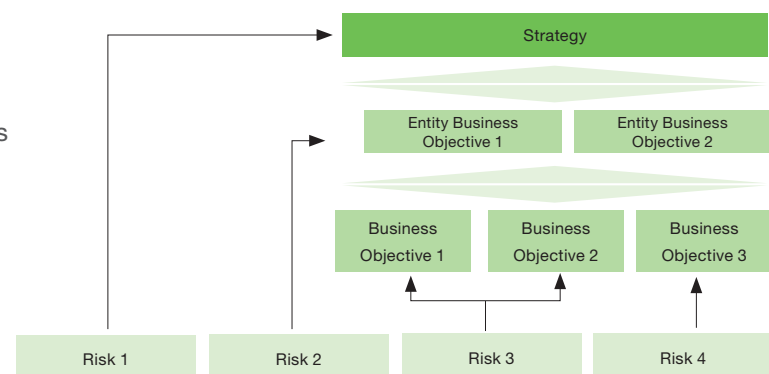 Strategy
s
Entity Business
Objective 1
Entity Business
Objective 2
Business
Objective 1
Business
Objective 2
Business
Objective 3
Risk 1
Risk 2
Risk 3
Risk 4